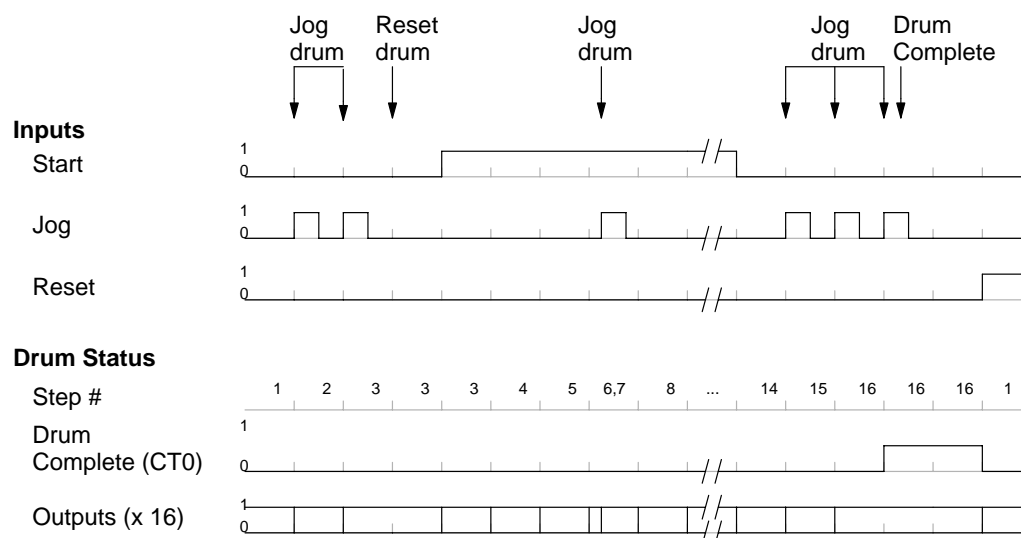 Jog drum
Reset drum
Jog drum
Jog drum
Drum Complete
Inputs
Start
1
0
Jog
1
0
Reset
1
0
Drum Status
Step #
1 2 3 3 3 4 5 6,7 8 ... 14 15 16 16 16 1
Drum
Complete (CT0)
1
0
Outputs (x 16)
1
0